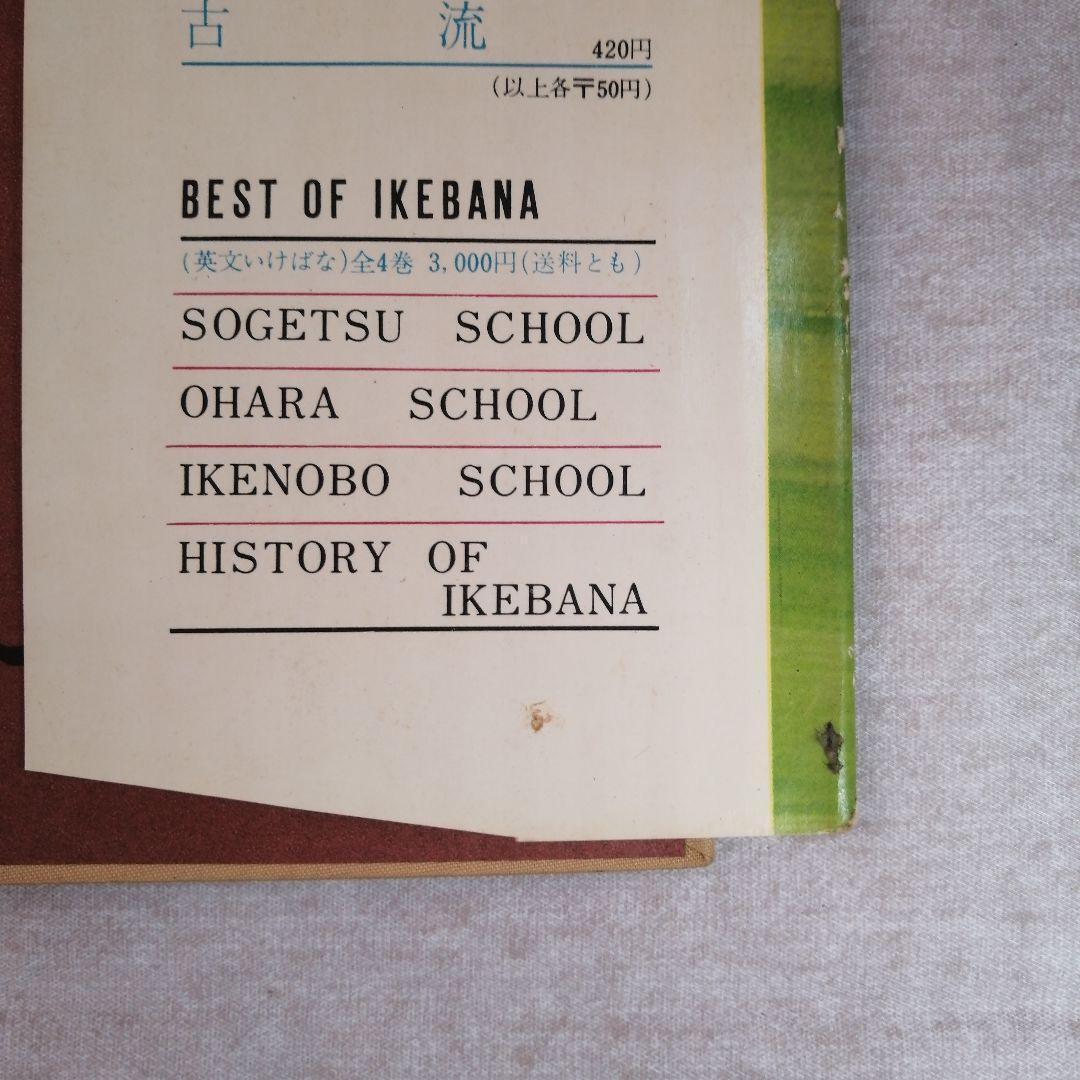 古流 420円
(以上各〒50円)
BEST OF IKEBANA
(英文いけばな)全4巻 3,000円(送料とも)
SOGETSU SCHOOL
OHARA SCHOOL
IKENOBO SCHOOL
HISTORY OF
IKEBANA